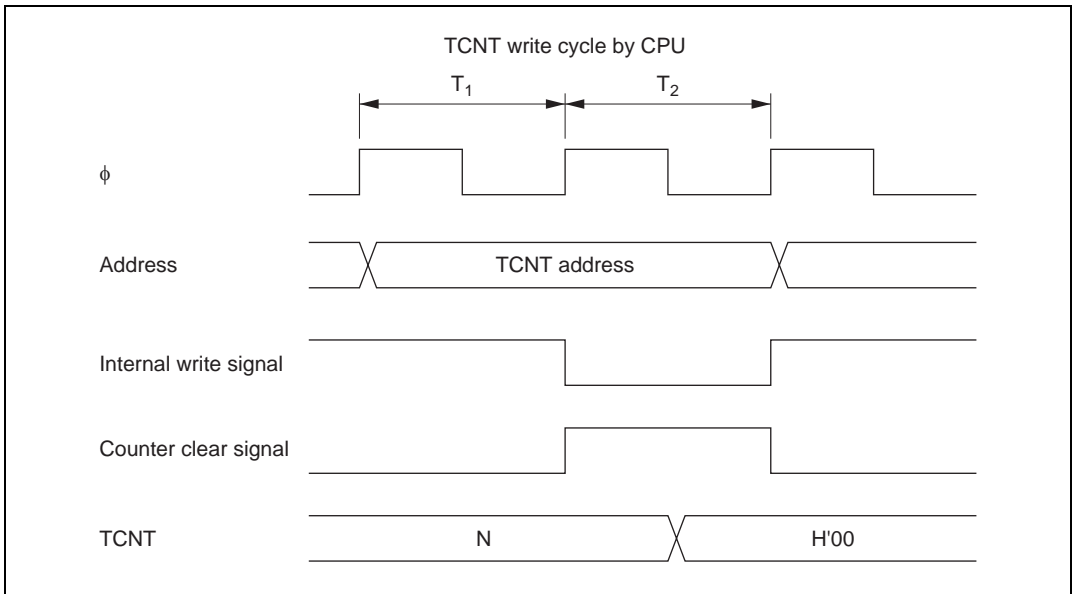 TCNT write cycle by CPU
T1 T2
ϕ
Address TCNT address
Internal write signal
Counter clear signal
TCNT N H'00